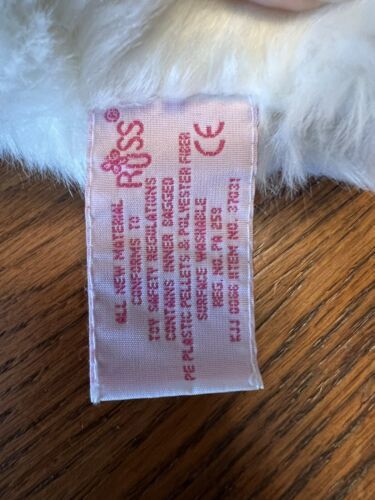 RUSS® CE
ALL NEW MATERIAL
CONFORMS TO
TOY SAFETY REGULATIONS
CONTAINS INNER BAGGED
PE PLASTIC PELLETS & POLYESTER FIBER
SURFACE WASHABLE
REG. NO. PA 259
KJJ 0066 ITEM NO. 37031